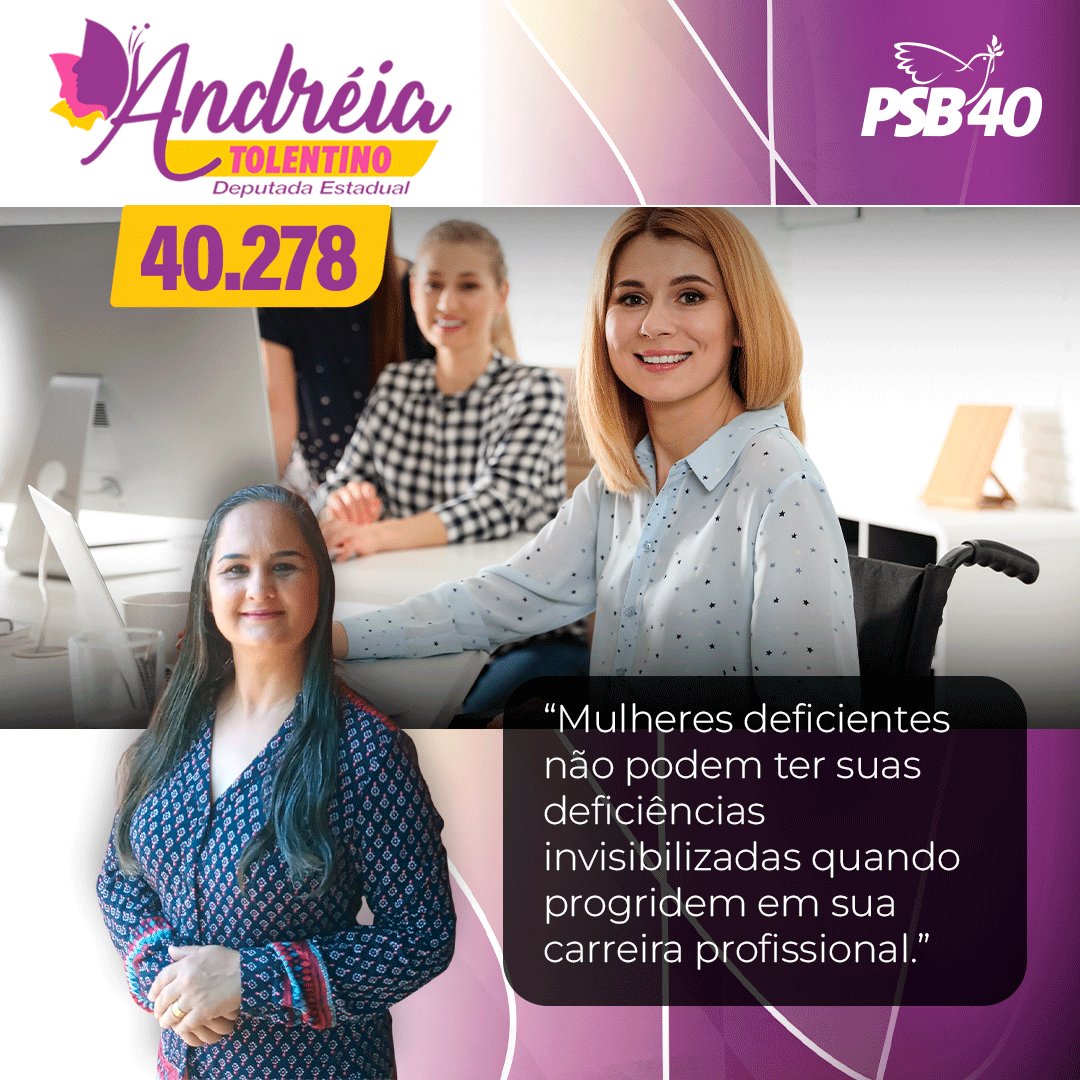 Andréia
TOLENTINO
Deputada Estadual
PSB 40
40.278
“Mulheres deficientes
não podem ter suas
deficiências
invisibilizadas quando
progridem em sua
carreira profissional.”